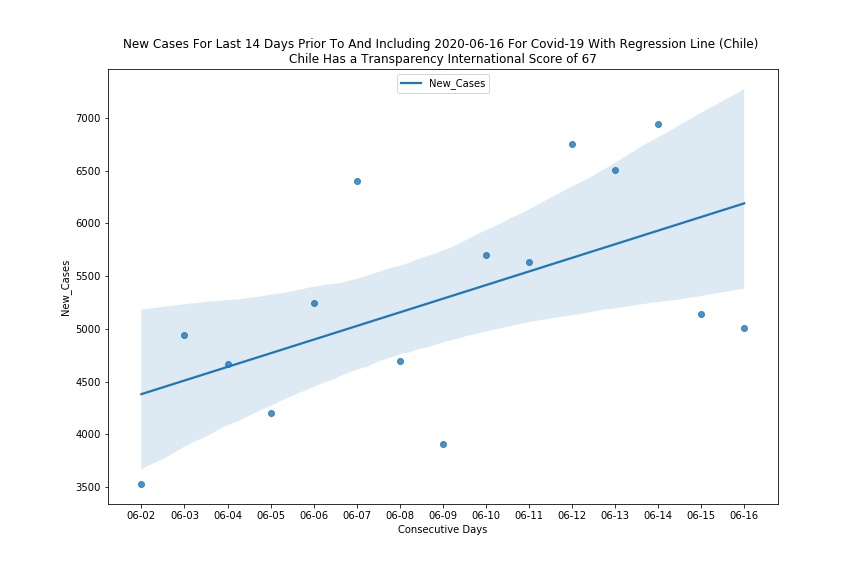 New Cases For Last 14 Days Prior To And Including 2020-06-16 For Covid-19 With Regression Line (Chile)
Chile Has a Transparency International Score of 67
New_Cases
7000
6500
6000
5500
5000
4500
4000
3500
New_Cases
06-02 06-03 06-04 06-05 06-06 06-07 06-08 06-09 06-10 06-11 06-12 06-13 06-14 06-15 06-16
Consecutive Days